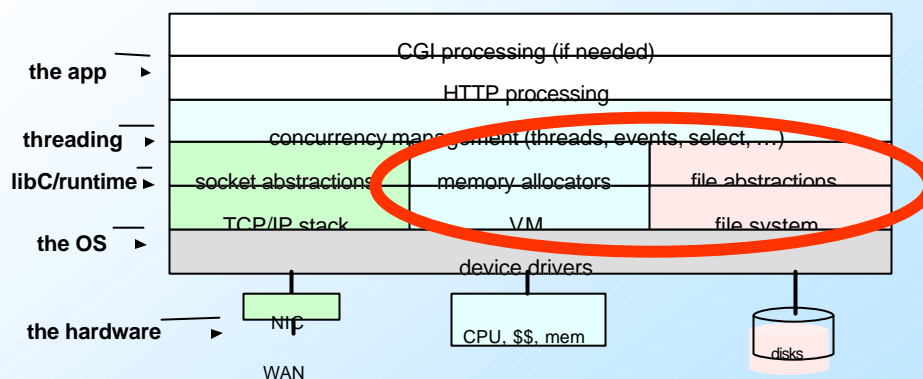 CGI processing (if needed)
the app
HTTP processing
threading
concurrency management (threads, events, select, …)
libC/runtime
socket abstractions
memory allocators
file abstractions
TCP/IP stack
VM
file system
the OS
device drivers
the hardware
NIC
CPU, $$, mem
disks
WAN